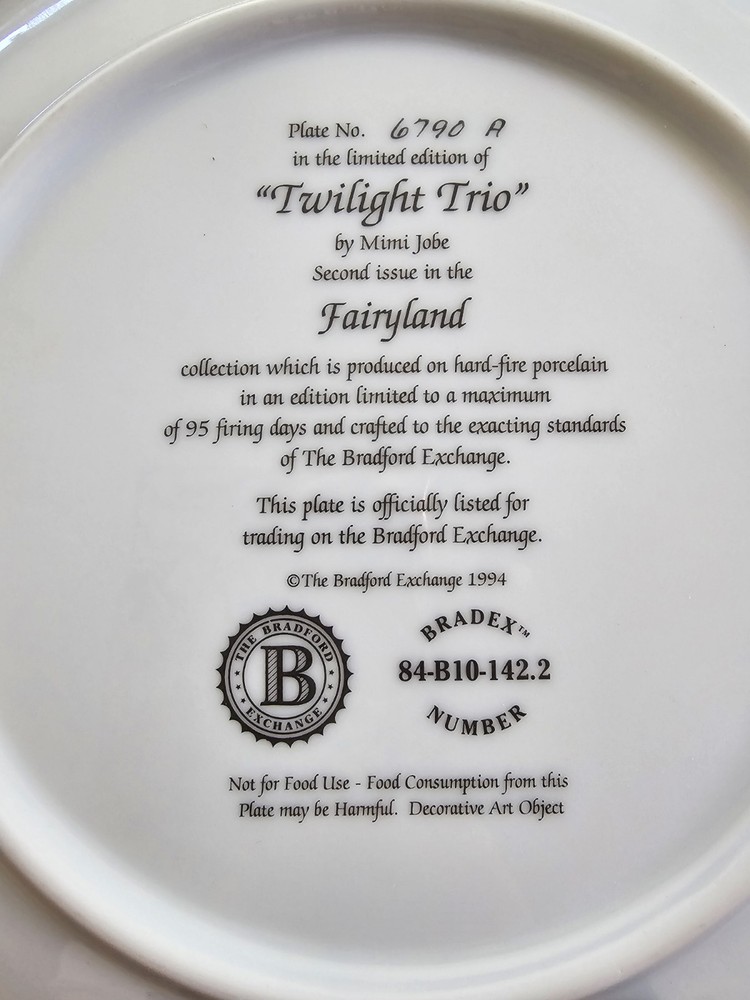 Plate No. 6790 A
in the limited edition of
“Twilight Trio”
by Mimi Jobe
Second issue in the
Fairyland
collection which is produced on hard-fire porcelain
in an edition limited to a maximum
of 95 firing days and crafted to the exacting standards
of The Bradford Exchange.
This plate is officially listed for
trading on the Bradford Exchange.
©The Bradford Exchange 1994
THE BRADFORD
B
EXCHANGE
BRADEX™
84-B10-142.2
NUMBER
Not for Food Use - Food Consumption from this
Plate may be Harmful. Decorative Art Object